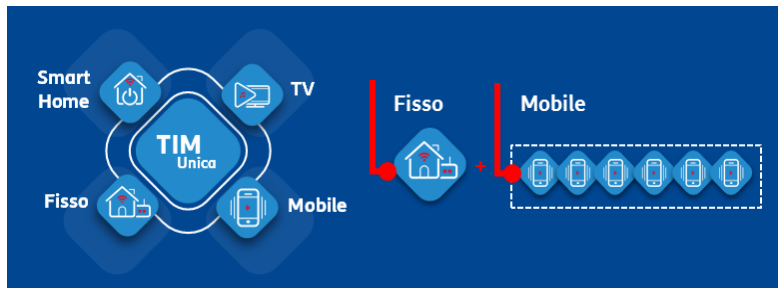 Smart
Home
TV
TIM
Unica
Fisso
Mobile
Fisso
+
Mobile